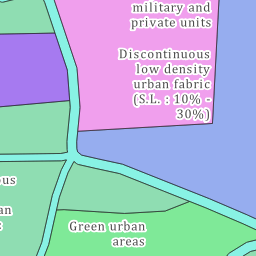 military and
private units
Discontinuous
low density
urban fabric
(S.L. : 10% -
30%)
Green urban
areas